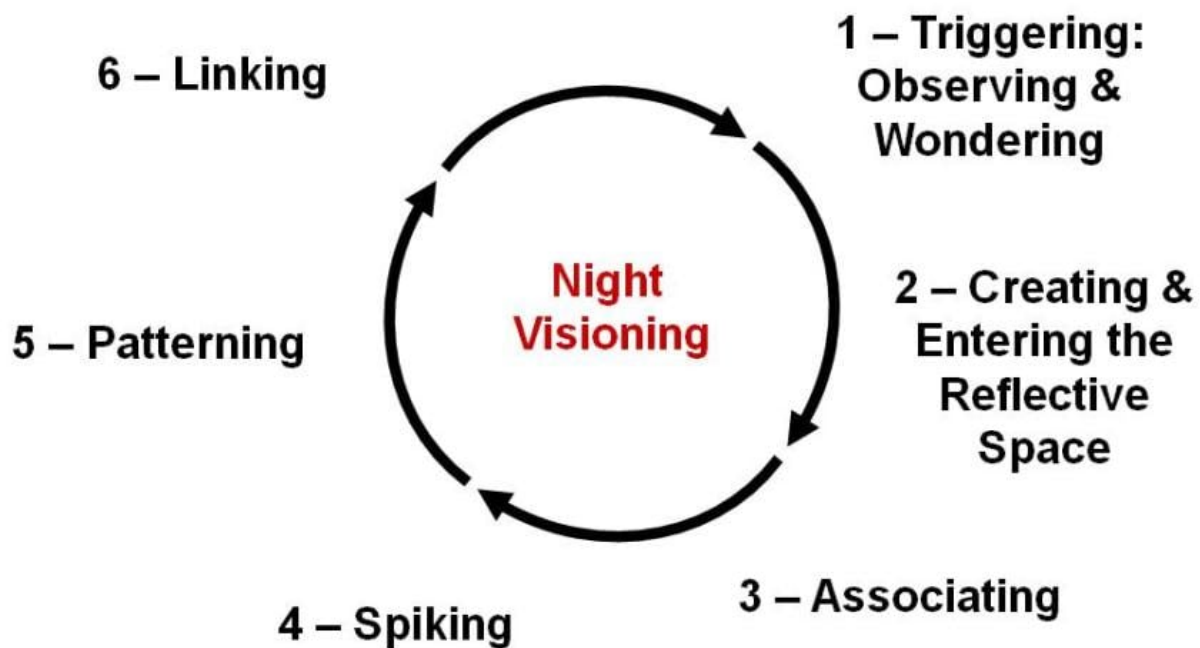 6 – Linking
1 – Triggering:
Observing &
Wondering
Night
Visioning
2 – Creating &
Entering the
Reflective
Space
5 – Patterning
3 – Associating
4 – Spiking